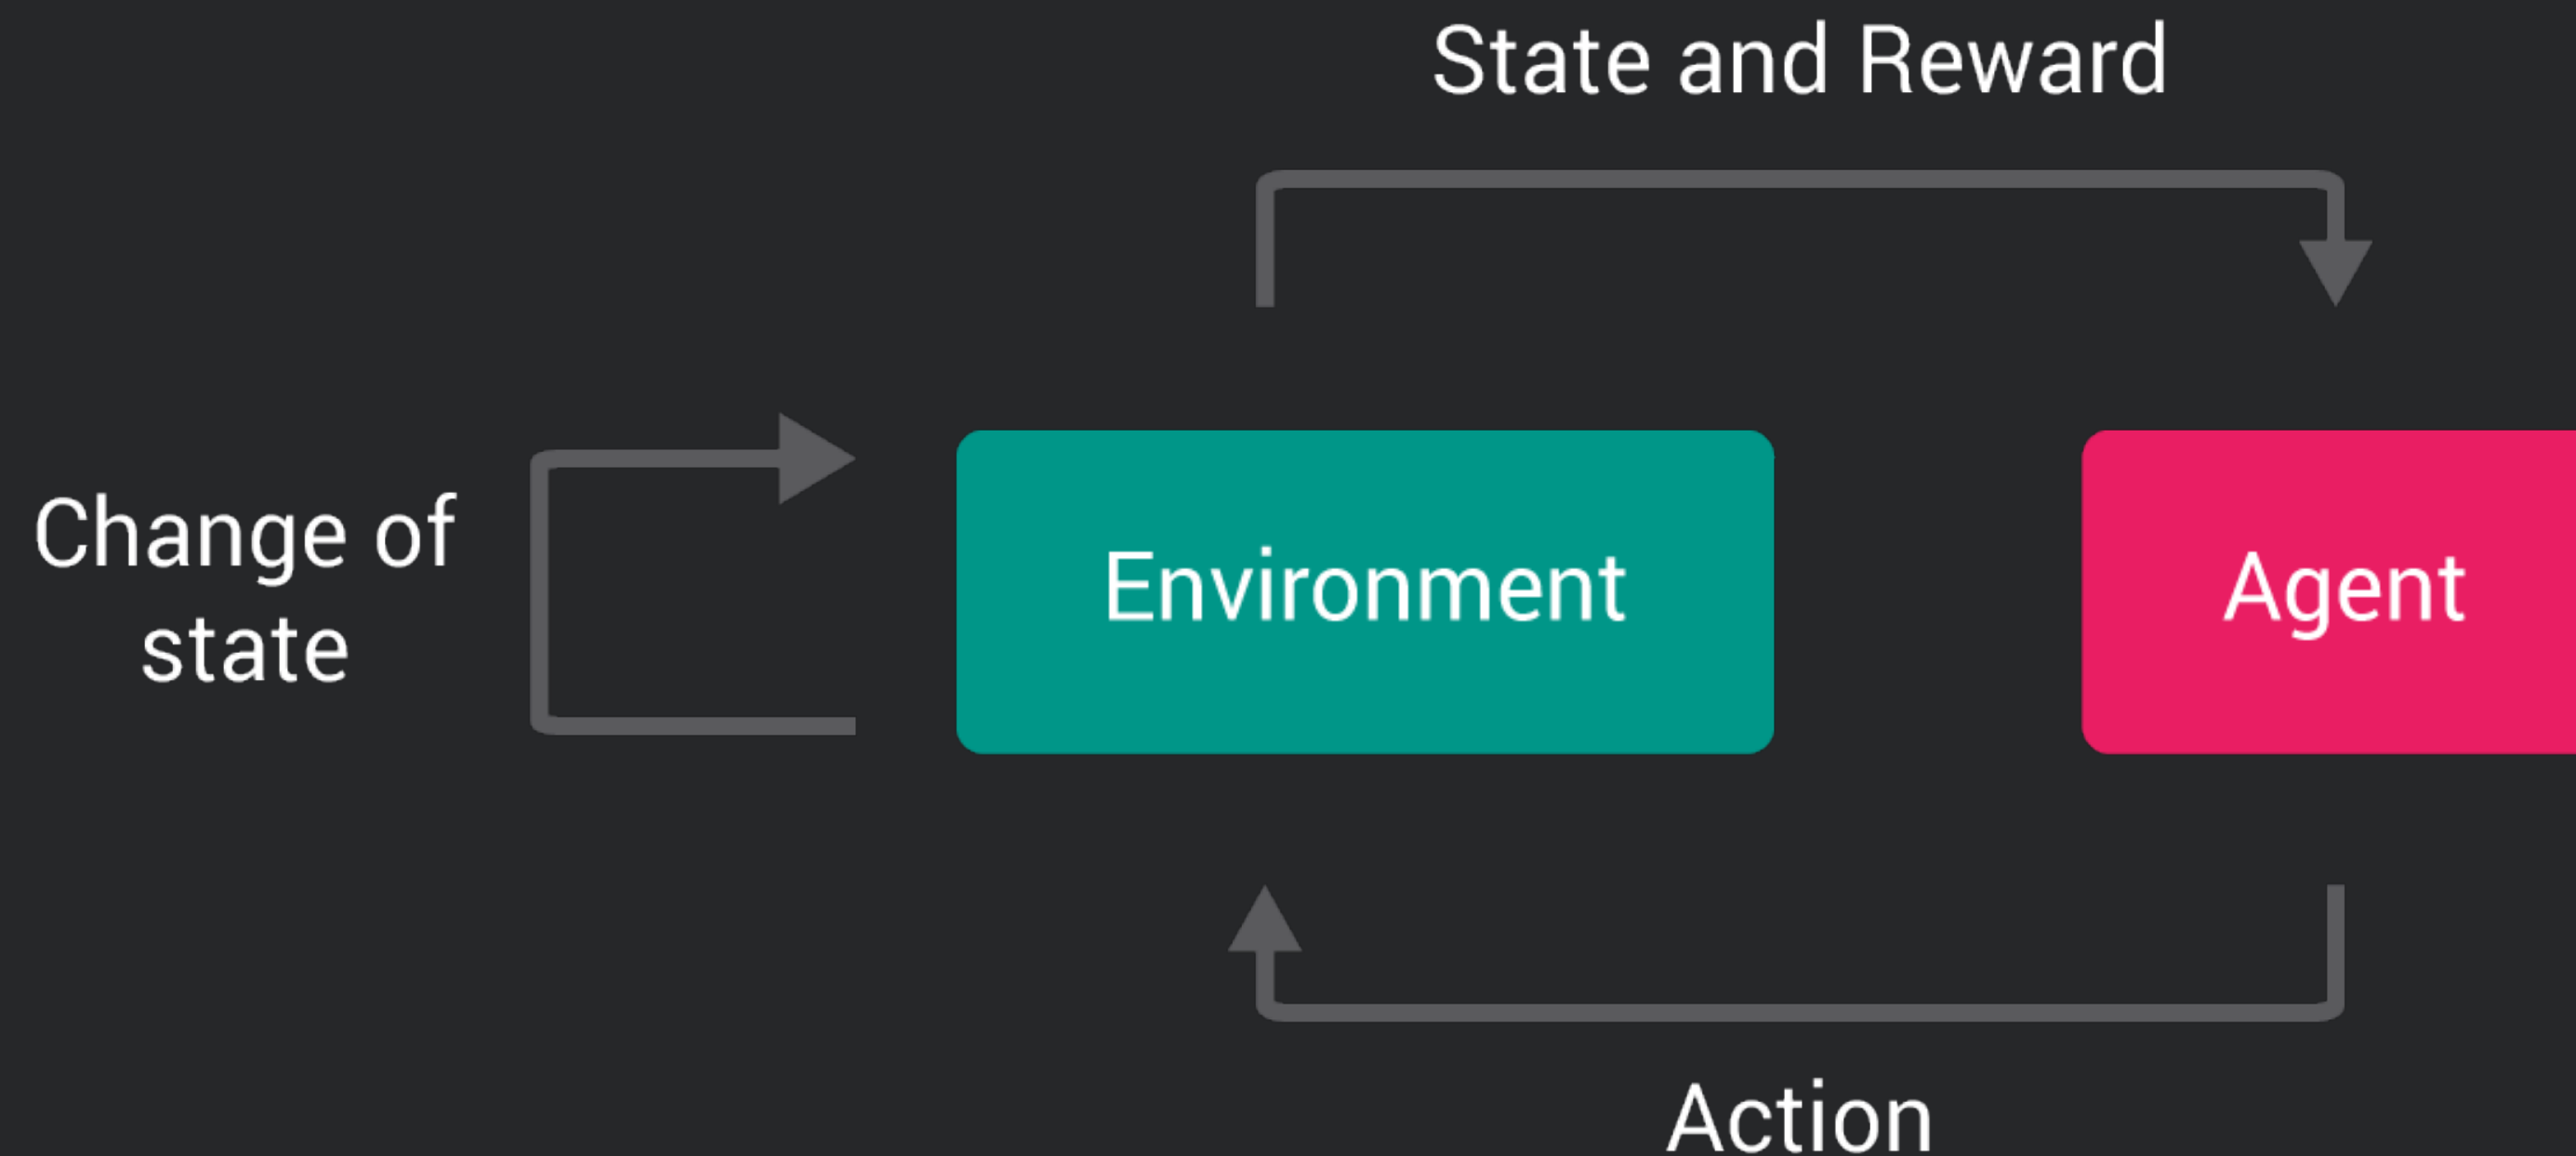 State and Reward
Change of
state
Environment
Agent
Action